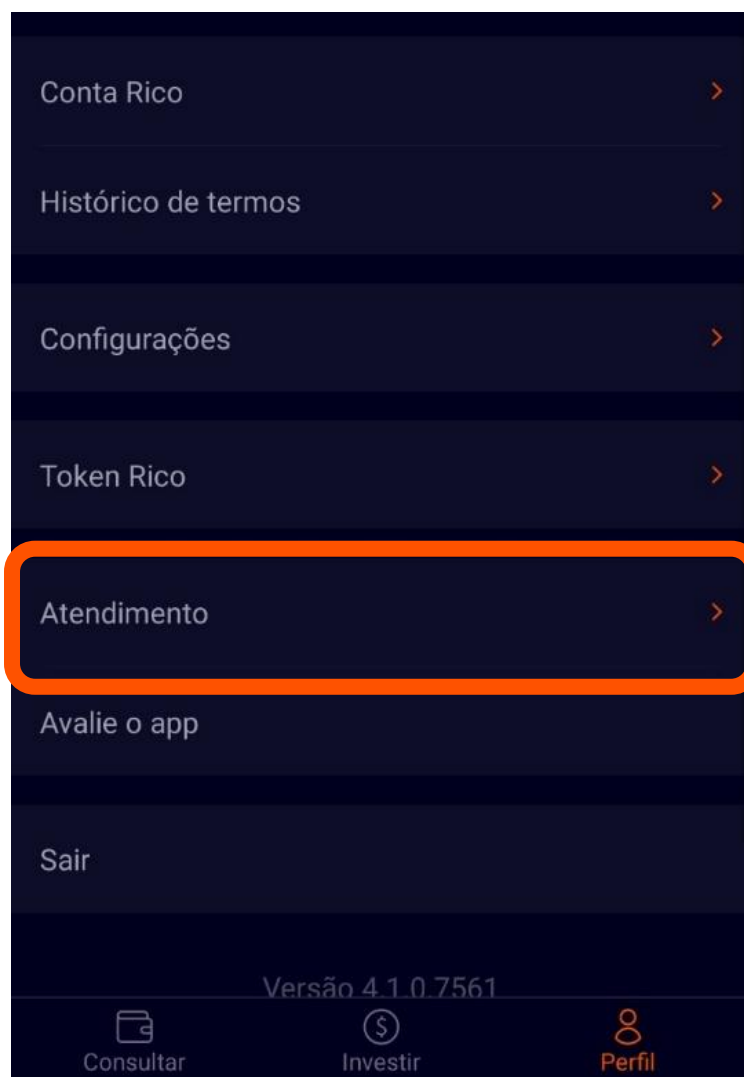 Conta Rico
Histórico de termos
Configurações
Token Rico
Atendimento
Avalie o app
Sair
Versão 4.1.0.7561
Consultar
Investir
Perfil